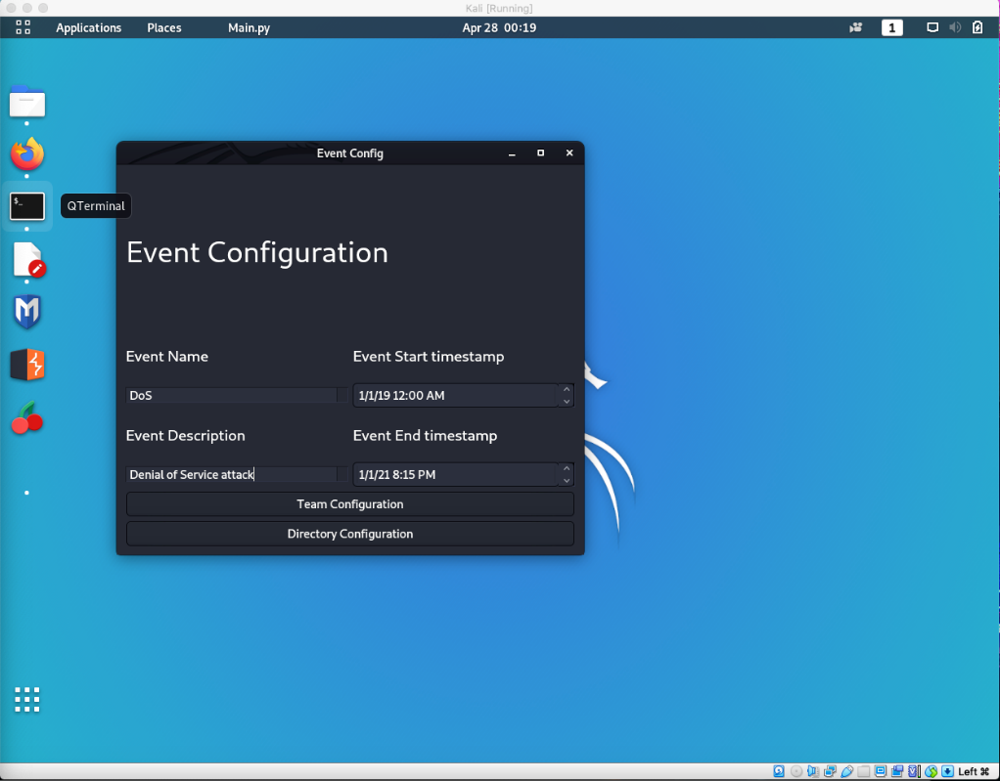 Kali [Running]
Applications Places Main.py Apr 28 00:19 1
Event Config
$_
QTerminal
Event Configuration
Event Name Event Start timestamp
DoS 1/1/19 12:00 AM
Event Description Event End timestamp
Denial of Service attack 1/1/21 8:15 PM
Team Configuration
Directory Configuration
Left ⌘